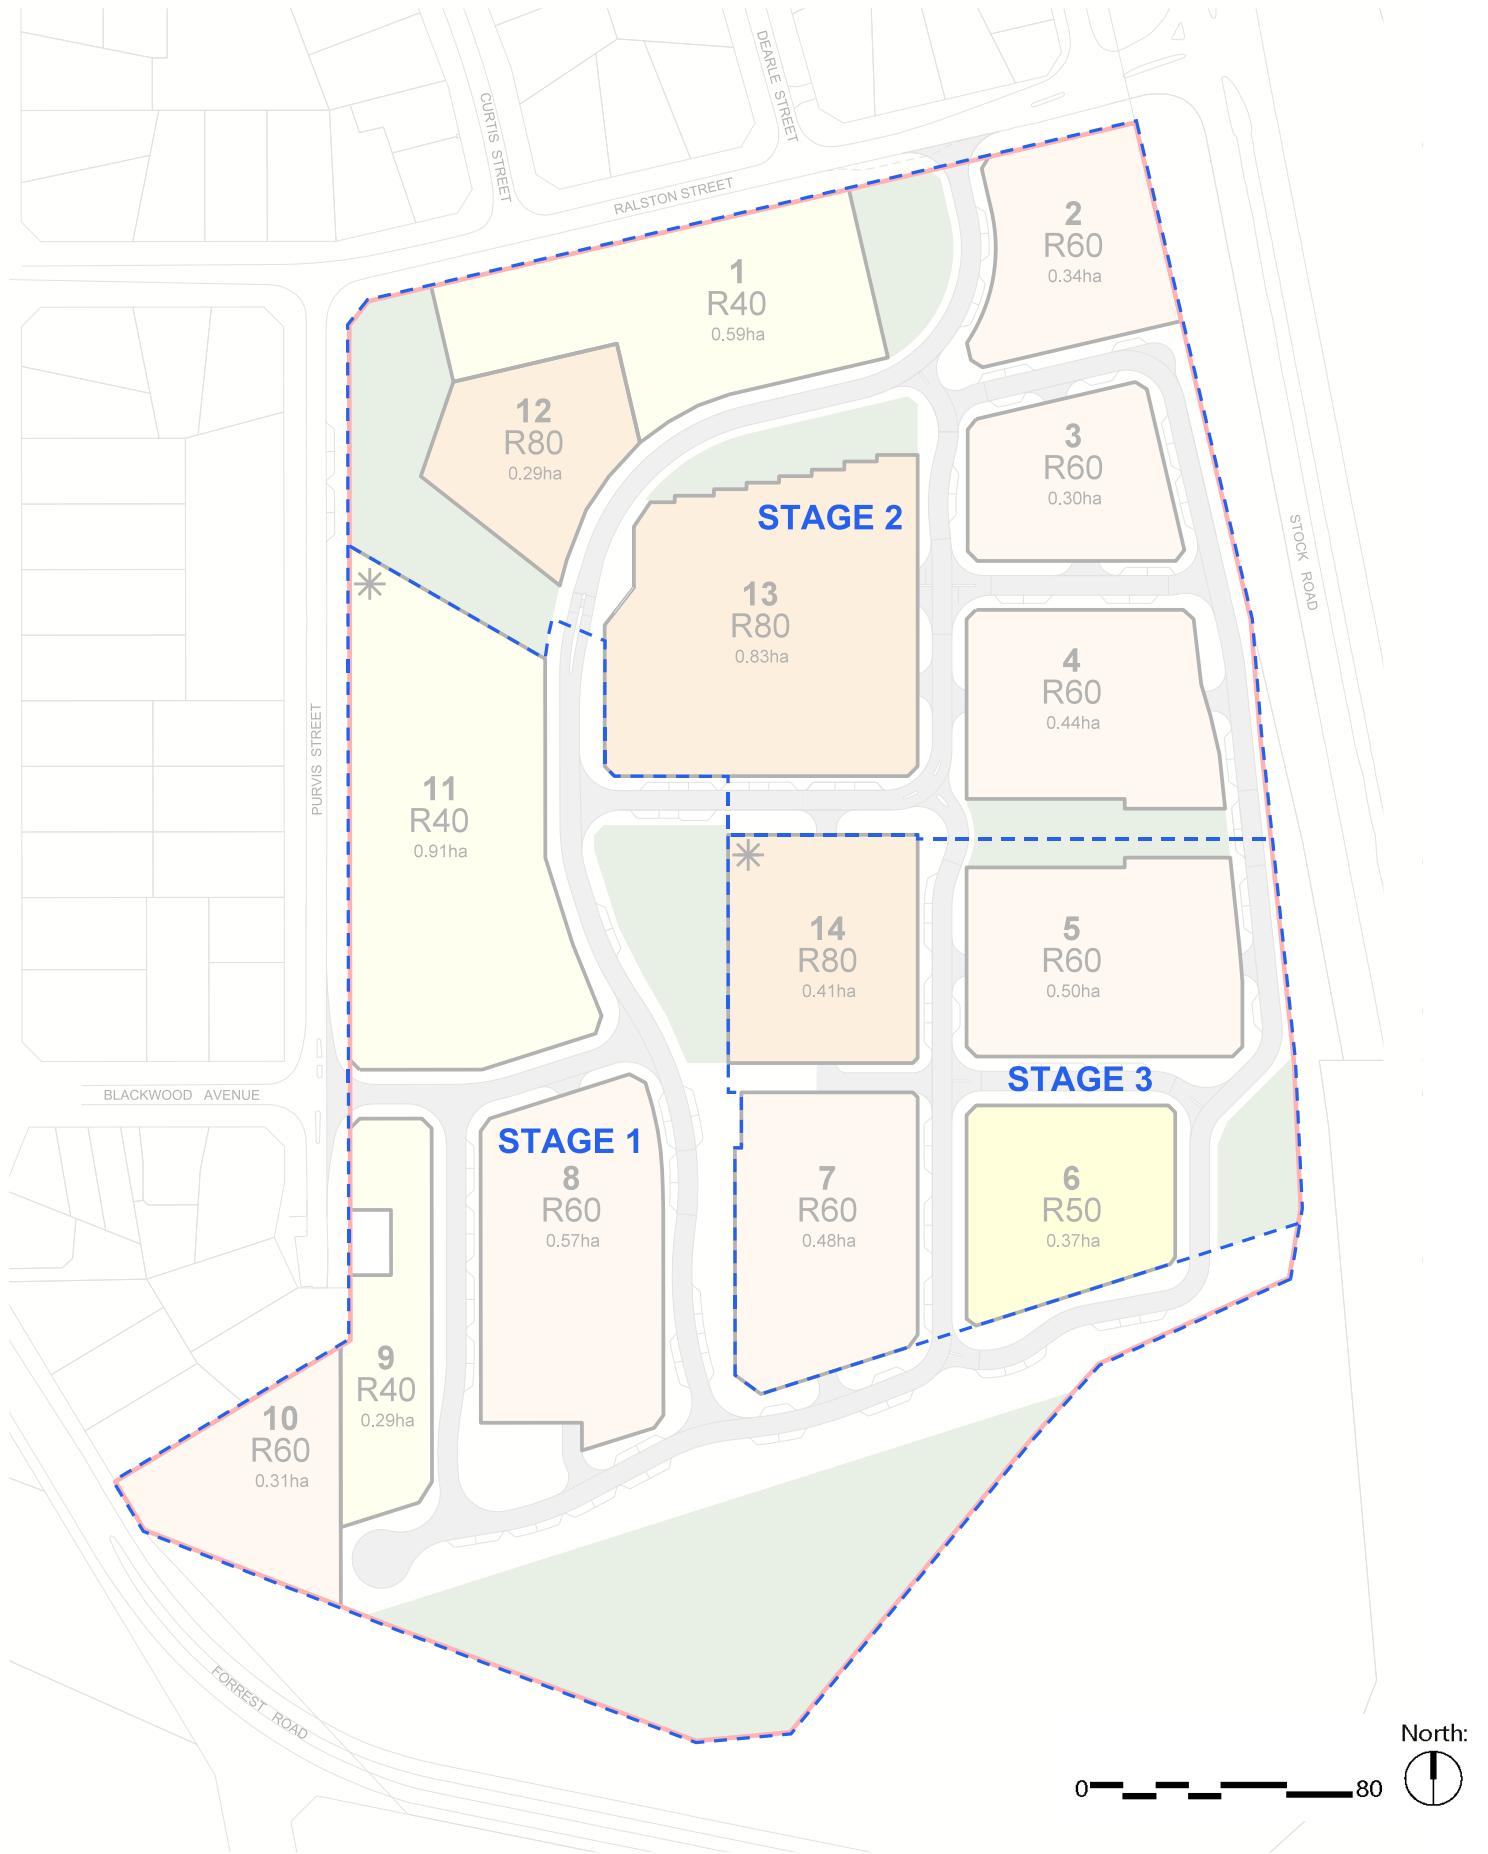 DEARLE STREET
CURTIS STREET
RALSTON STREET
2
R60
0.34ha
1
R40
0.59ha
12
R80
0.29ha
3
R60
0.30ha
STAGE 2
STOCK ROAD
13
R80
0.83ha
4
R60
0.44ha
PURVIS STREET
11
R40
0.91ha
14
R80
0.41ha
5
R60
0.50ha
STAGE 3
BLACKWOOD AVENUE
STAGE 1
8
R60
0.57ha
7
R60
0.48ha
6
R50
0.37ha
9
R40
0.29ha
10
R60
0.31ha
FORREST ROAD
North:
0 80